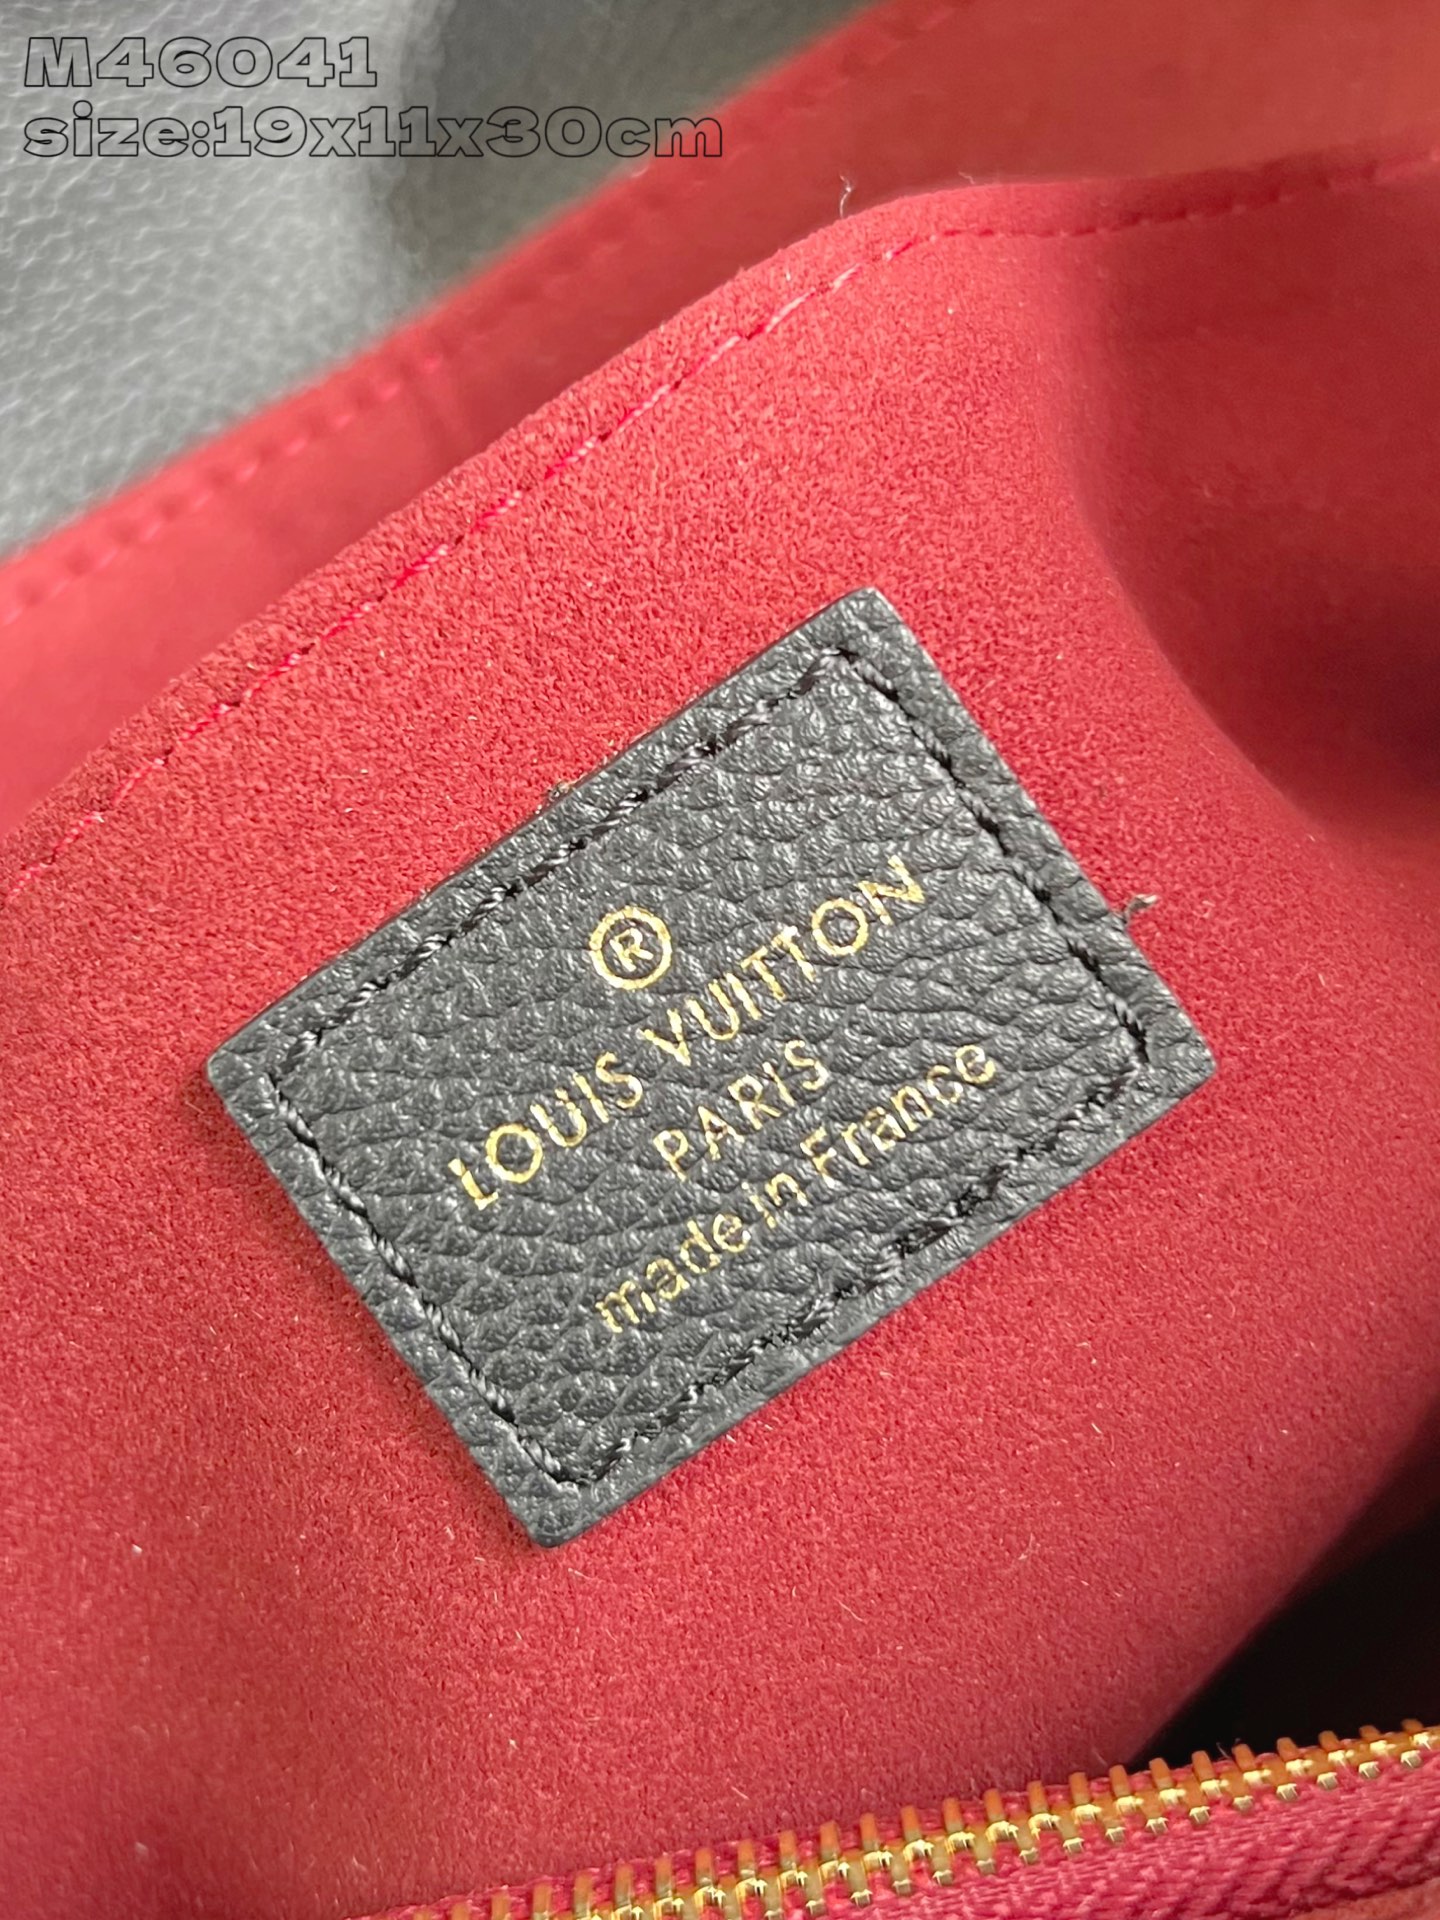 M46041
size:19x11x30cm
®
LOUIS VUITTON
PARIS
made in France